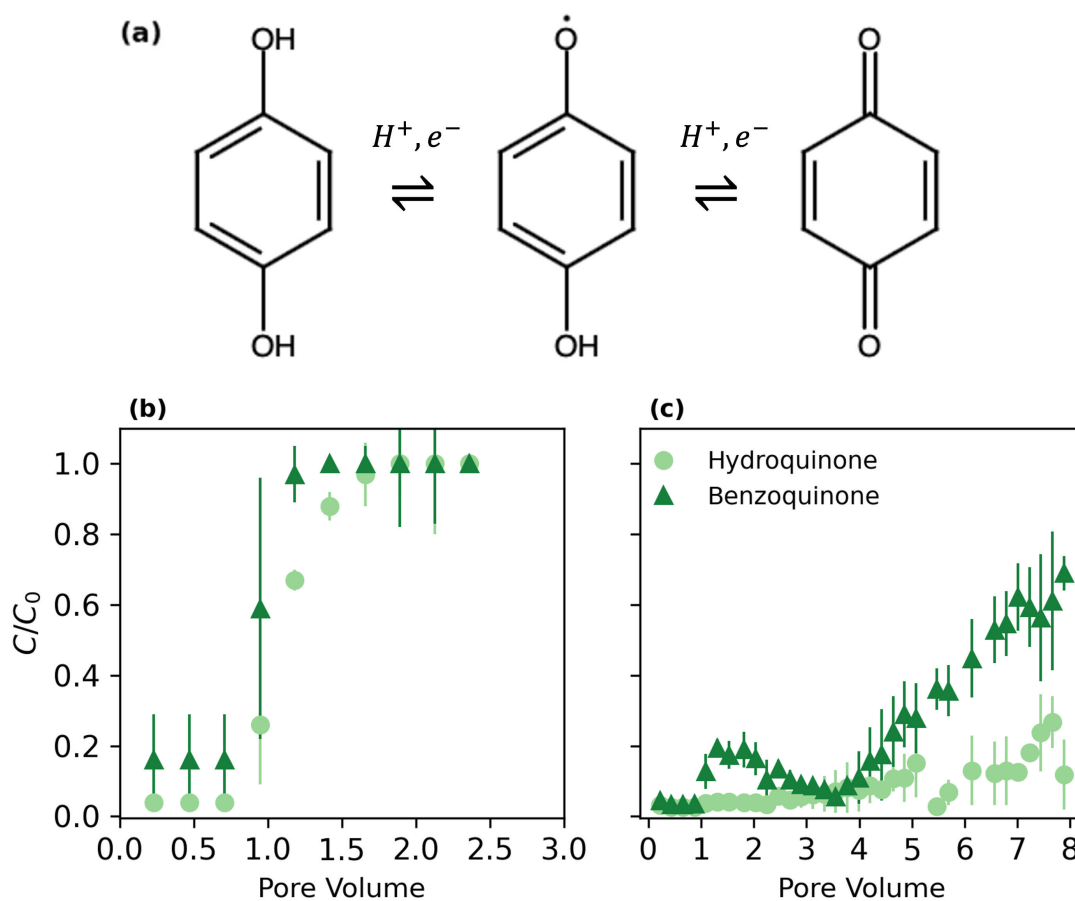 (a)
OH
Ȯ
O
H⁺, e⁻
H⁺, e⁻
⇌
⇌
OH
OH
O
(b)
(c)
1.0
0.8
0.6
0.4
0.2
0.0
C/C₀
Hydroquinone
Benzoquinone
0.0 0.5 1.0 1.5 2.0 2.5 3.0
0 1 2 3 4 5 6 7 8
Pore Volume
Pore Volume